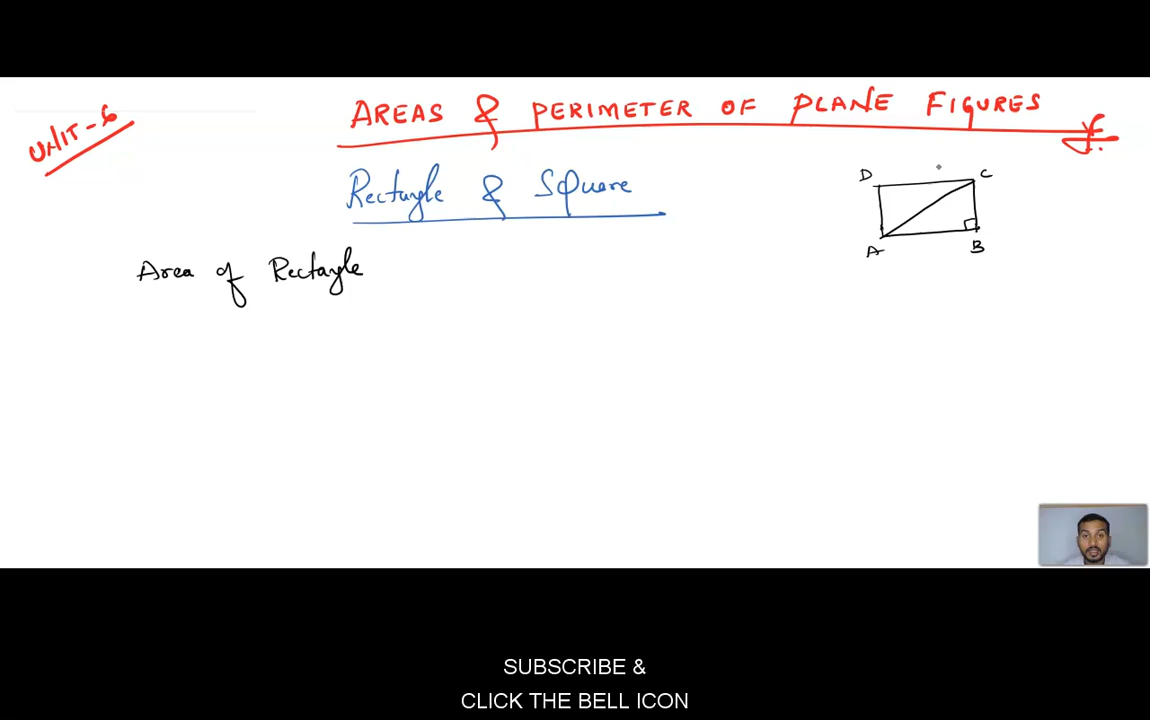 UNIT-6
AREAS & PERIMETER OF PLANE FIGURES
Rectangle & Square
D C
A B
Area of Rectangle
SUBSCRIBE &
CLICK THE BELL ICON